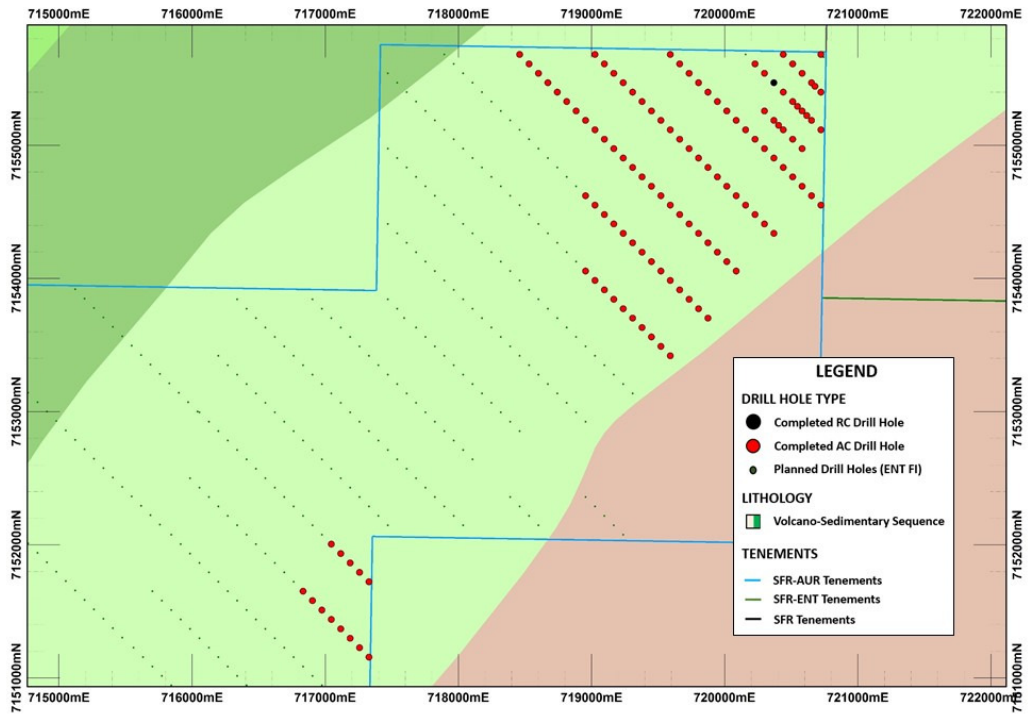 715000mE 716000mE 717000mE 718000mE 719000mE 720000mE 721000mE 722000mE
7155000mN 7155000mN
7154000mN 7154000mN
7153000mN 7153000mN
7152000mN 7152000mN
7151000mN 7151000mN
LEGEND
DRILL HOLE TYPE
Completed RC Drill Hole
Completed AC Drill Hole
Planned Drill Holes (ENT FI)
LITHOLOGY
Volcano-Sedimentary Sequence
TENEMENTS
SFR-AUR Tenements
SFR-ENT Tenements
SFR Tenements
715000mE 716000mE 717000mE 718000mE 719000mE 720000mE 721000mE 722000mE